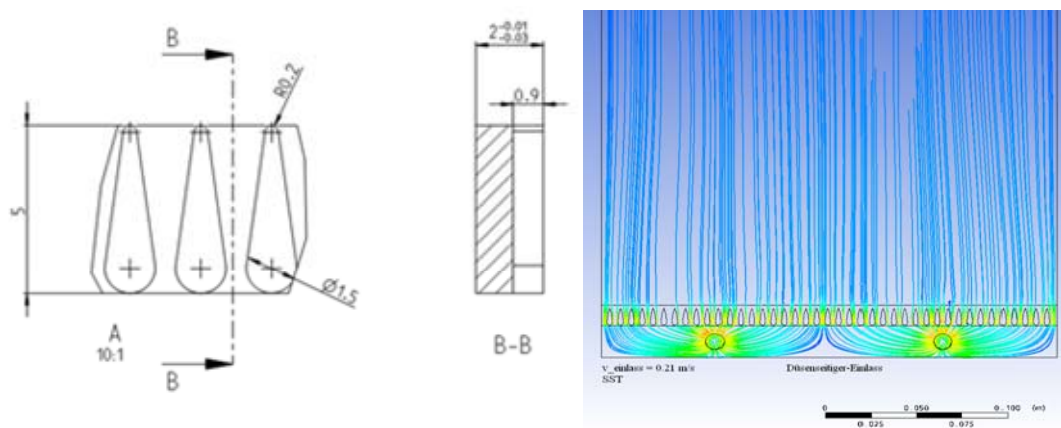 B
R0.2
5
Ø1.5
A
10:1
B
2 -0.01 -0.03
0.9
B-B
v_einlass = 0.21 m/s
SST
Düsenseitiger-Einlass
0 0.050 0.100 (m)
0.025 0.075